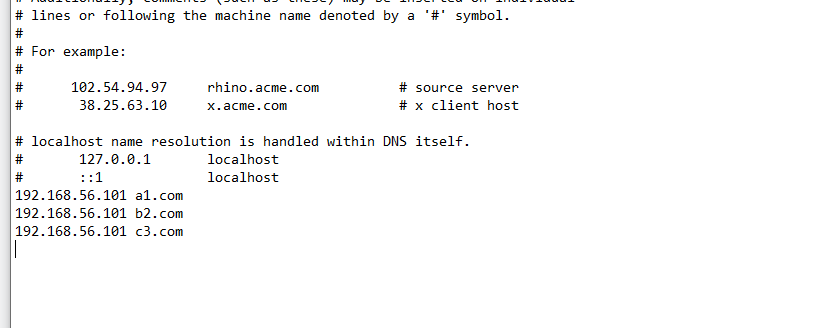 # lines or following the machine name denoted by a '#' symbol.
#
# For example:
#
#      102.54.94.97     rhino.acme.com          # source server
#       38.25.63.10     x.acme.com              # x client host

# localhost name resolution is handled within DNS itself.
#       127.0.0.1       localhost
#       ::1             localhost
192.168.56.101 a1.com
192.168.56.101 b2.com
192.168.56.101 c3.com